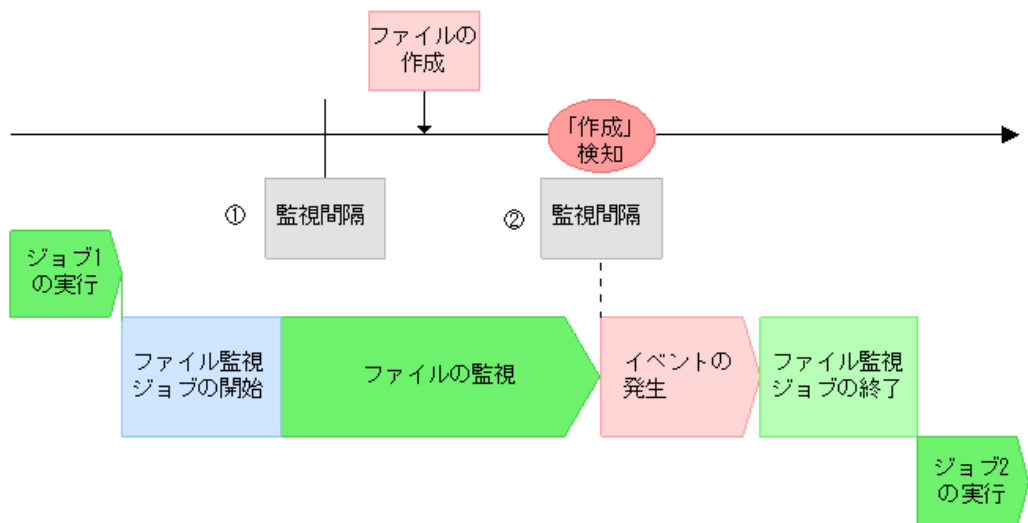 ファイルの
作成
「作成」
検知
① 監視間隔
② 監視間隔
ジョブ1
の実行
ファイル監視
ジョブの開始
ファイルの監視
イベントの
発生
ファイル監視
ジョブの終了
ジョブ2
の実行